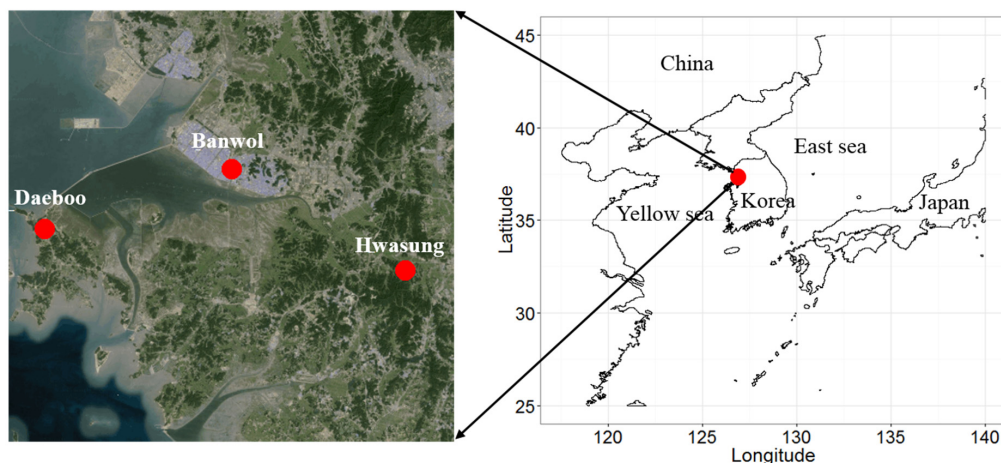 Banwol
Daeboo
Hwasung
45
China
40
East sea
Latitude
35
Yellow sea
Korea
Japan
30
25
120
125
130
135
140
Longitude